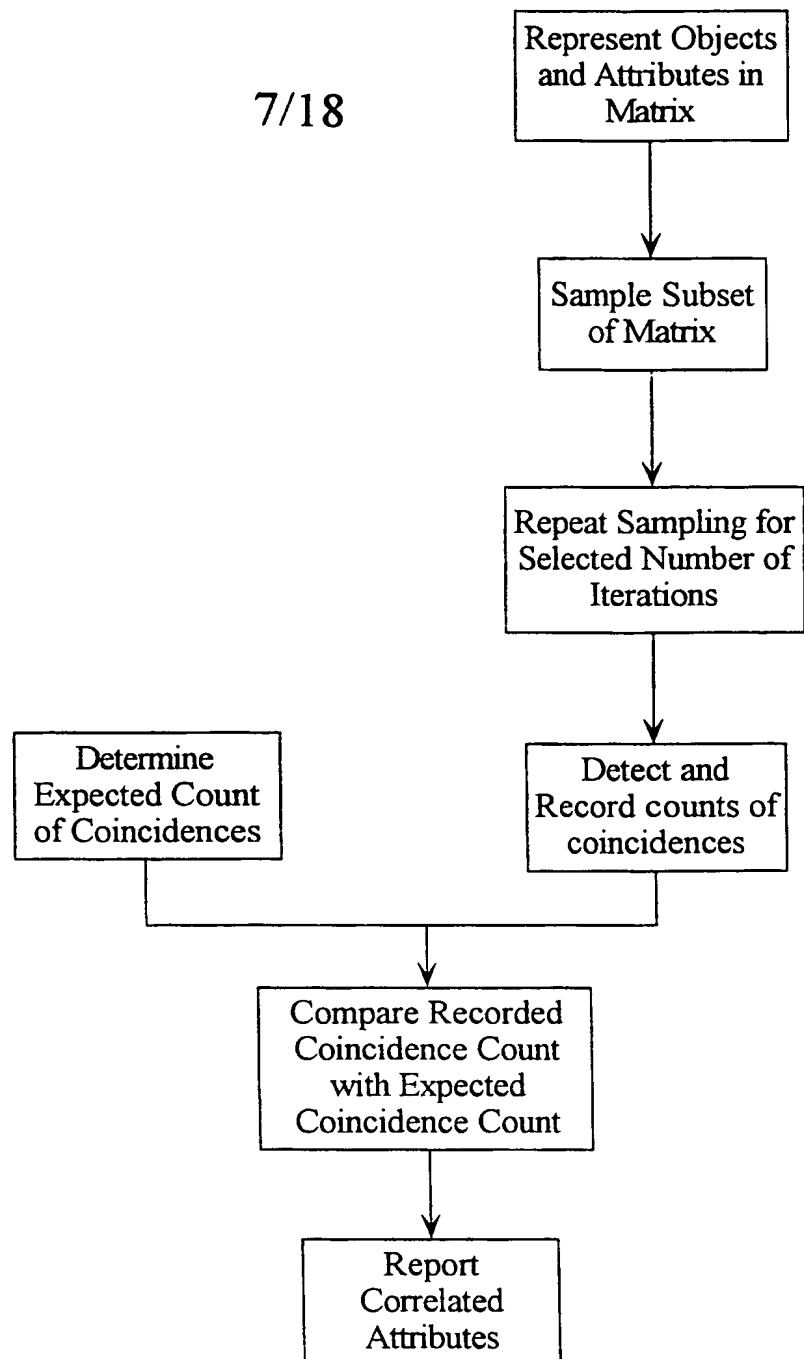 Represent Objects
and Attributes in
Matrix
7/18
Sample Subset
of Matrix
Repeat Sampling for
Selected Number of
Iterations
Determine
Expected Count
of Coincidences
Detect and
Record counts of
coincidences
Compare Recorded
Coincidence Count
with Expected
Coincidence Count
Report
Correlated
Attributes